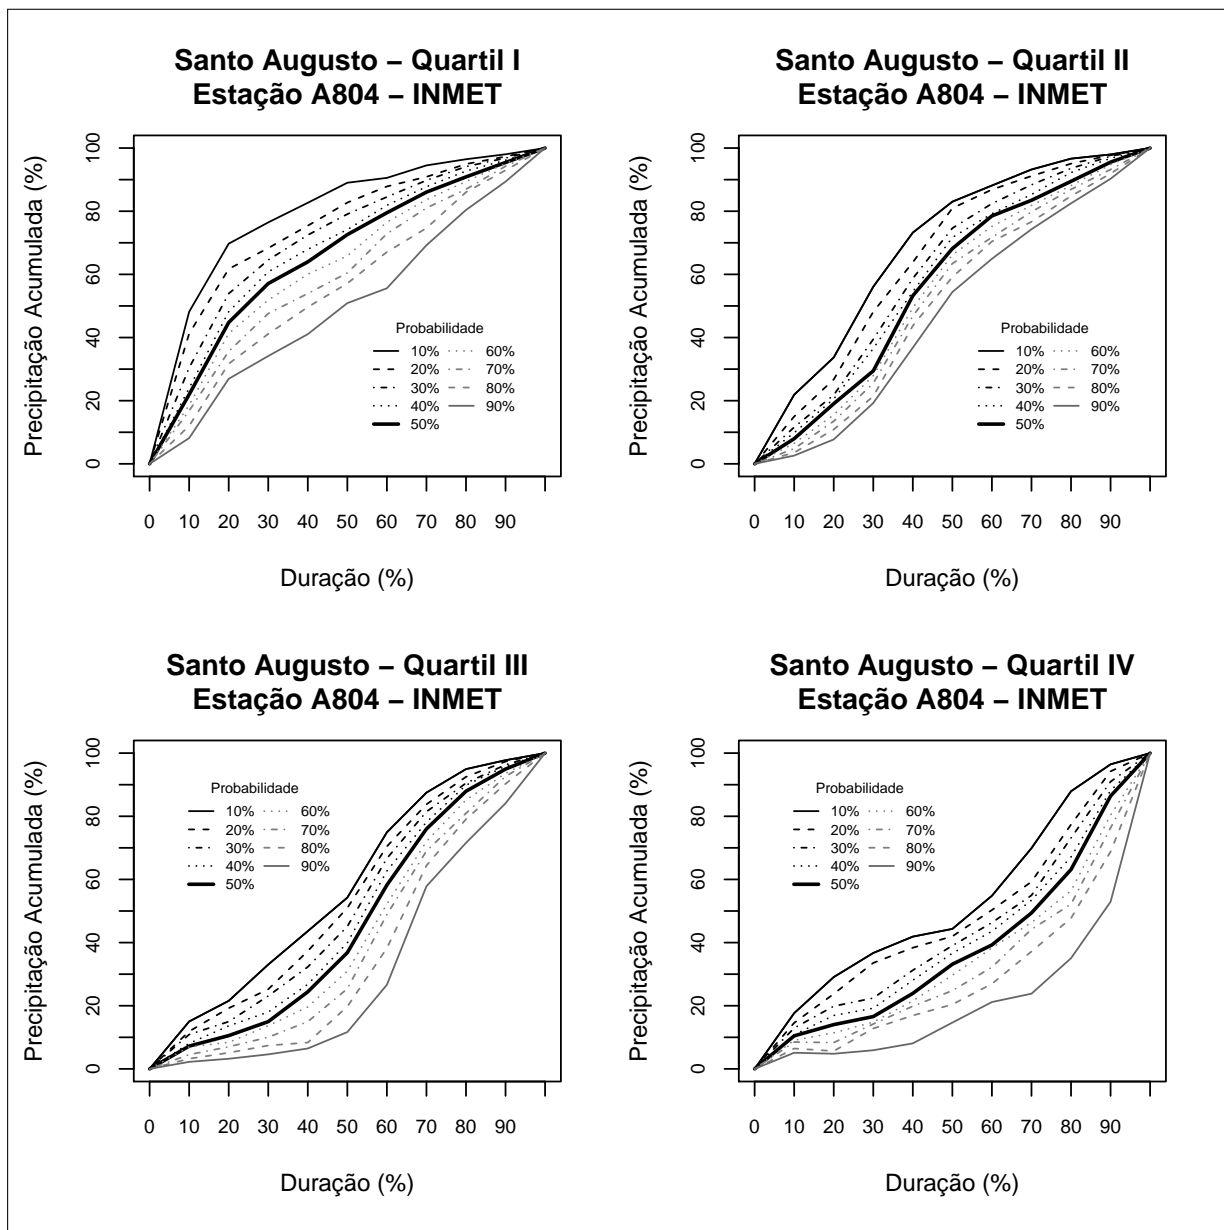 Santo Augusto – Quartil I
Estação A804 – INMET
Precipitação Acumulada (%)
100
80
60
40
20
0
Probabilidade
10% 60%
20% 70%
30% 80%
40% 90%
50%
0 10 20 30 40 50 60 70 80 90
Duração (%)
Santo Augusto – Quartil II
Estação A804 – INMET
Precipitação Acumulada (%)
100
80
60
40
20
0
Probabilidade
10% 60%
20% 70%
30% 80%
40% 90%
50%
0 10 20 30 40 50 60 70 80 90
Duração (%)
Santo Augusto – Quartil III
Estação A804 – INMET
Precipitação Acumulada (%)
100
80
60
40
20
0
Probabilidade
10% 60%
20% 70%
30% 80%
40% 90%
50%
0 10 20 30 40 50 60 70 80 90
Duração (%)
Santo Augusto – Quartil IV
Estação A804 – INMET
Precipitação Acumulada (%)
100
80
60
40
20
0
Probabilidade
10% 60%
20% 70%
30% 80%
40% 90%
50%
0 10 20 30 40 50 60 70 80 90
Duração (%)